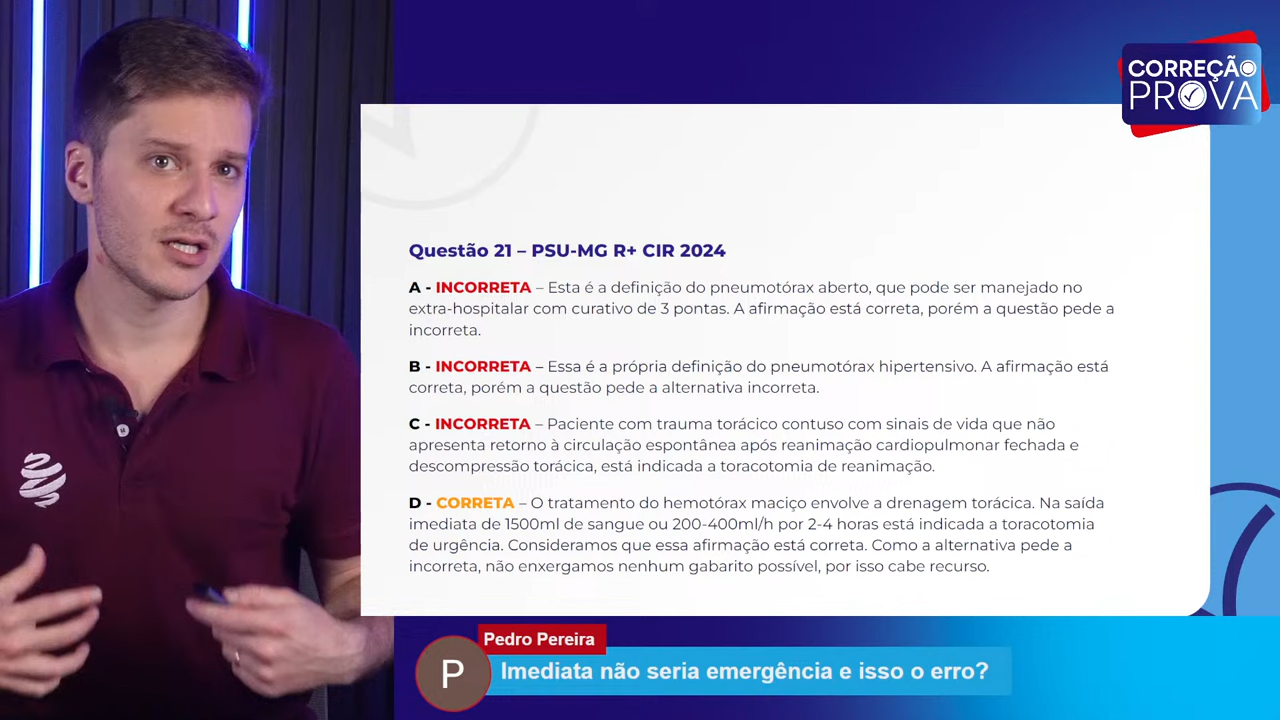 CORREÇÃO
PROVA
Questão 21 – PSU-MG R+ CIR 2024
A - INCORRETA – Esta é a definição do pneumotórax aberto, que pode ser manejado no
extra-hospitalar com curativo de 3 pontas. A afirmação está correta, porém a questão pede a
incorreta.
B - INCORRETA – Essa é a própria definição do pneumotórax hipertensivo. A afirmação está
correta, porém a questão pede a alternativa incorreta.
C - INCORRETA – Paciente com trauma torácico contuso com sinais de vida que não
apresenta retorno à circulação espontânea após reanimação cardiopulmonar fechada e
descompressão torácica, está indicada a toracotomia de reanimação.
D - CORRETA – O tratamento do hemotórax maciço envolve a drenagem torácica. Na saída
imediata de 1500ml de sangue ou 200-400ml/h por 2-4 horas está indicada a toracotomia
de urgência. Consideramos que essa afirmação está correta. Como a alternativa pede a
incorreta, não enxergamos nenhum gabarito possível, por isso cabe recurso.
Pedro Pereira
P
Imediata não seria emergência e isso o erro?